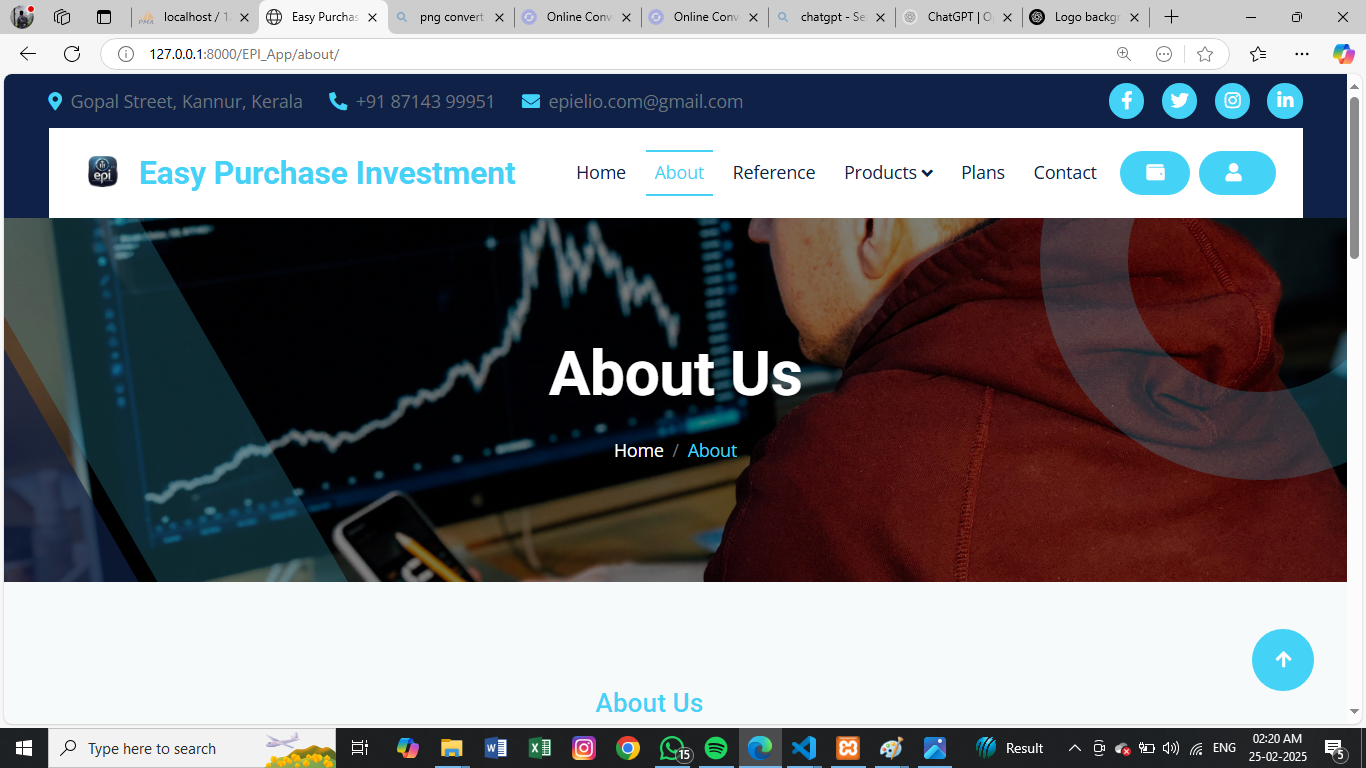 localhost / 1
Easy Purchas
png convert
Online Conv
Online Conv
chatgpt - Se
ChatGPT | O
Logo backgr
127.0.0.1:8000/EPI_App/about/
Gopal Street, Kannur, Kerala +91 87143 99951 epielio.com@gmail.com
epi Easy Purchase Investment Home About Reference Products Plans Contact
About Us
Home / About
About Us
Type here to search
15
Result
ENG
02:20 AM
25-02-2025
5